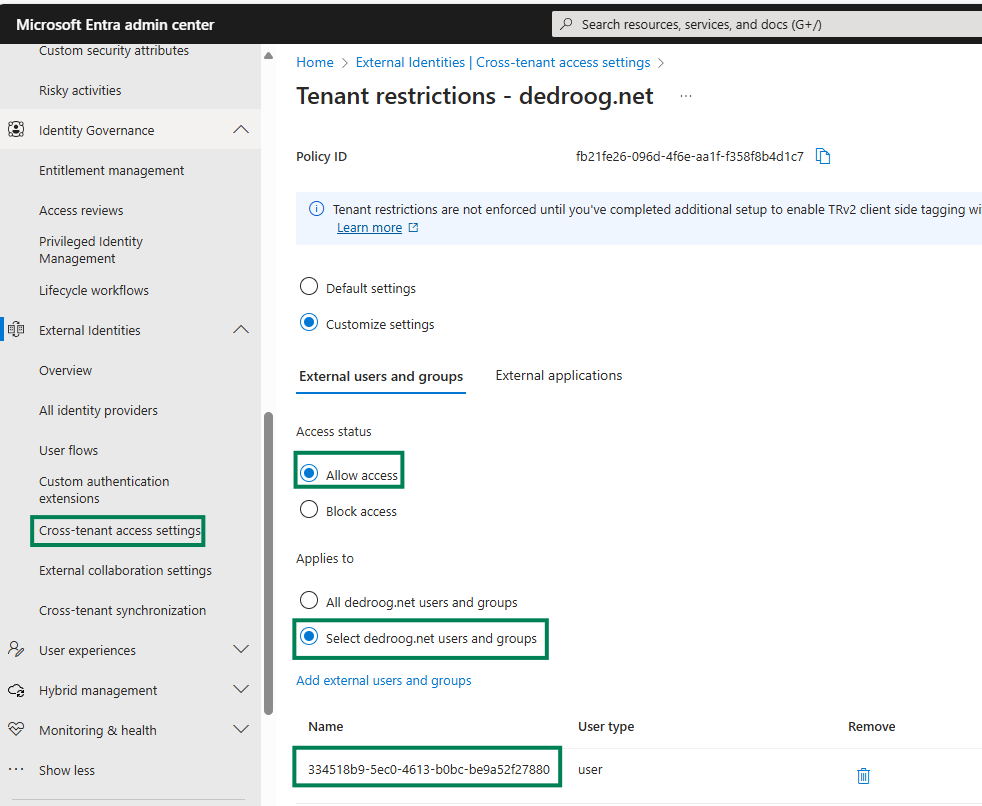 Microsoft Entra admin center
Search resources, services, and docs (G+/)
Custom security attributes
Risky activities
Identity Governance
Entitlement management
Access reviews
Privileged Identity
Management
Lifecycle workflows
External Identities
Overview
All identity providers
User flows
Custom authentication
extensions
Cross-tenant access settings
External collaboration settings
Cross-tenant synchronization
User experiences
Hybrid management
Monitoring & health
Show less
Home > External Identities | Cross-tenant access settings >
Tenant restrictions - dedroog.net ...
Policy ID fb21fe26-096d-4f6e-aa1f-f358f8b4d1c7
Tenant restrictions are not enforced until you've completed additional setup to enable TRv2 client side tagging wi
Learn more
Default settings
Customize settings
External users and groups External applications
Access status
Allow access
Block access
Applies to
All dedroog.net users and groups
Select dedroog.net users and groups
Add external users and groups
Name User type Remove
334518b9-5ec0-4613-b0bc-be9a52f27880 user